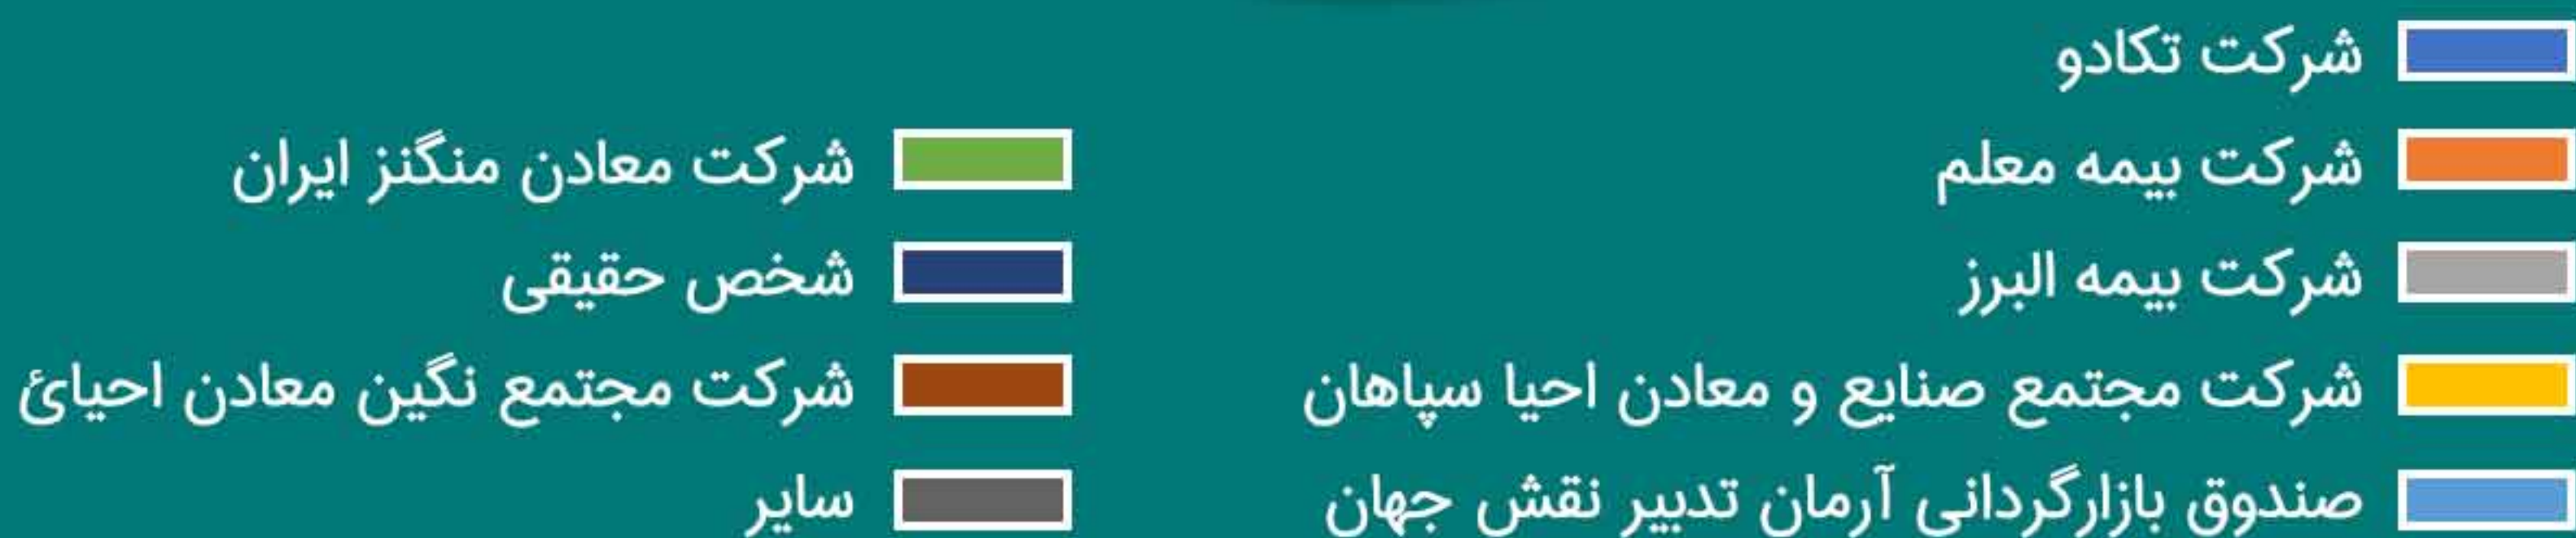 شرکت تکادو
شرکت بیمه معلم
شرکت بیمه البرز
شرکت مجتمع صنایع و معادن احیا سپاهان
صندوق بازارگردانی آرمان تدبیر نقش جهان
شرکت معادن منگنز ایران
شخص حقیقی
شرکت مجتمع نگین معادن احیائ
سایر